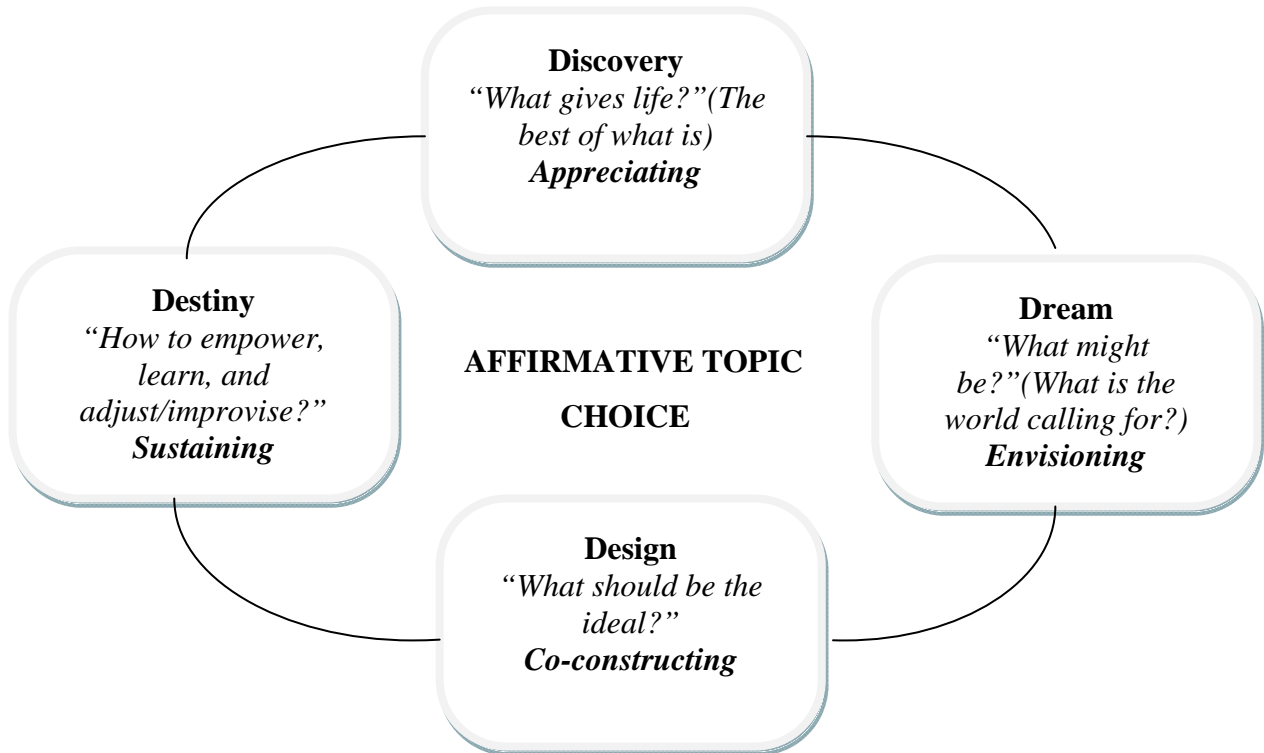 Discovery
“What gives life?”(The
best of what is)
Appreciating
Destiny
“How to empower,
learn, and
adjust/improvise?”
Sustaining
AFFIRMATIVE TOPIC
CHOICE
Dream
“What might
be?”(What is the
world calling for?)
Envisioning
Design
“What should be the
ideal?”
Co-constructing